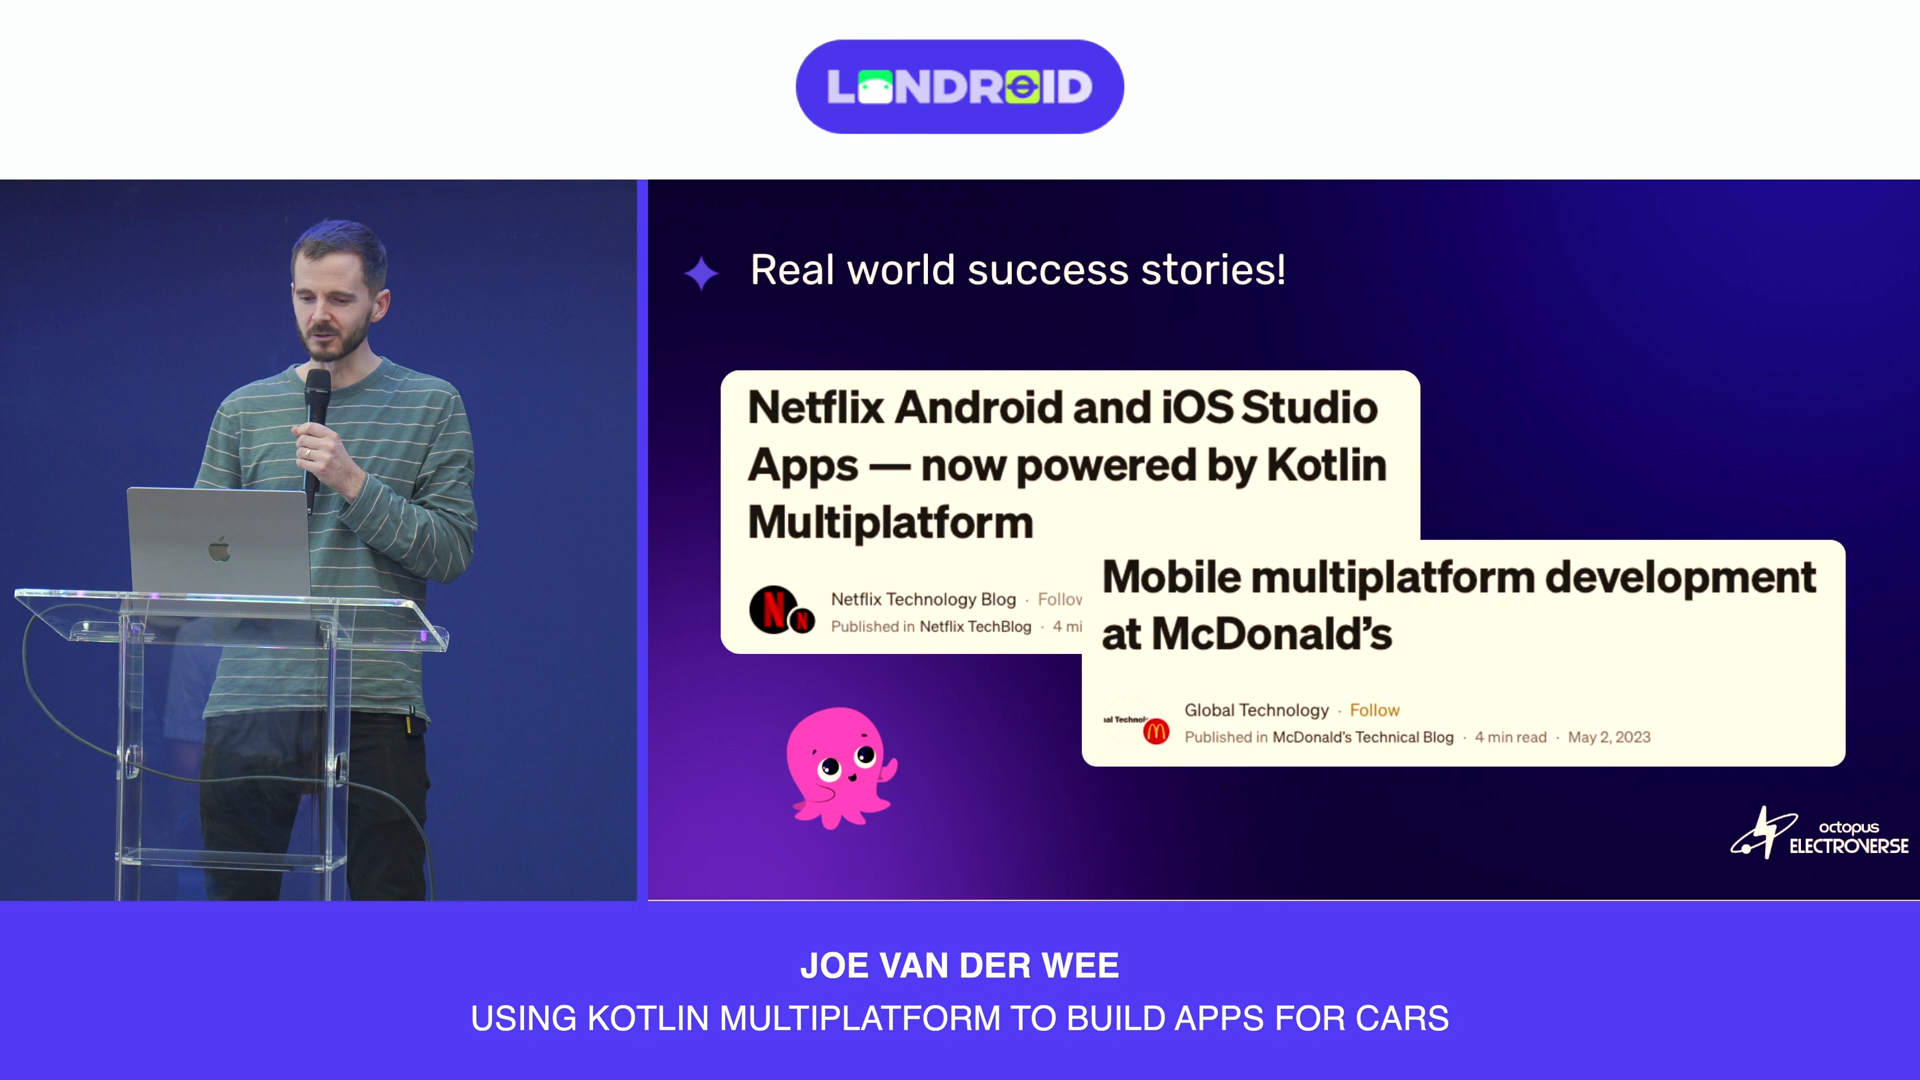 LONDROID
Real world success stories!
Netflix Android and iOS Studio
Apps — now powered by Kotlin
Multiplatform
Netflix Technology Blog · Follow
Published in Netflix TechBlog · 4 mi
Mobile multiplatform development
at McDonald’s
Global Technology · Follow
Published in McDonald’s Technical Blog · 4 min read · May 2, 2023
octopus
ELECTROVERSE
JOE VAN DER WEE
USING KOTLIN MULTIPLATFORM TO BUILD APPS FOR CARS